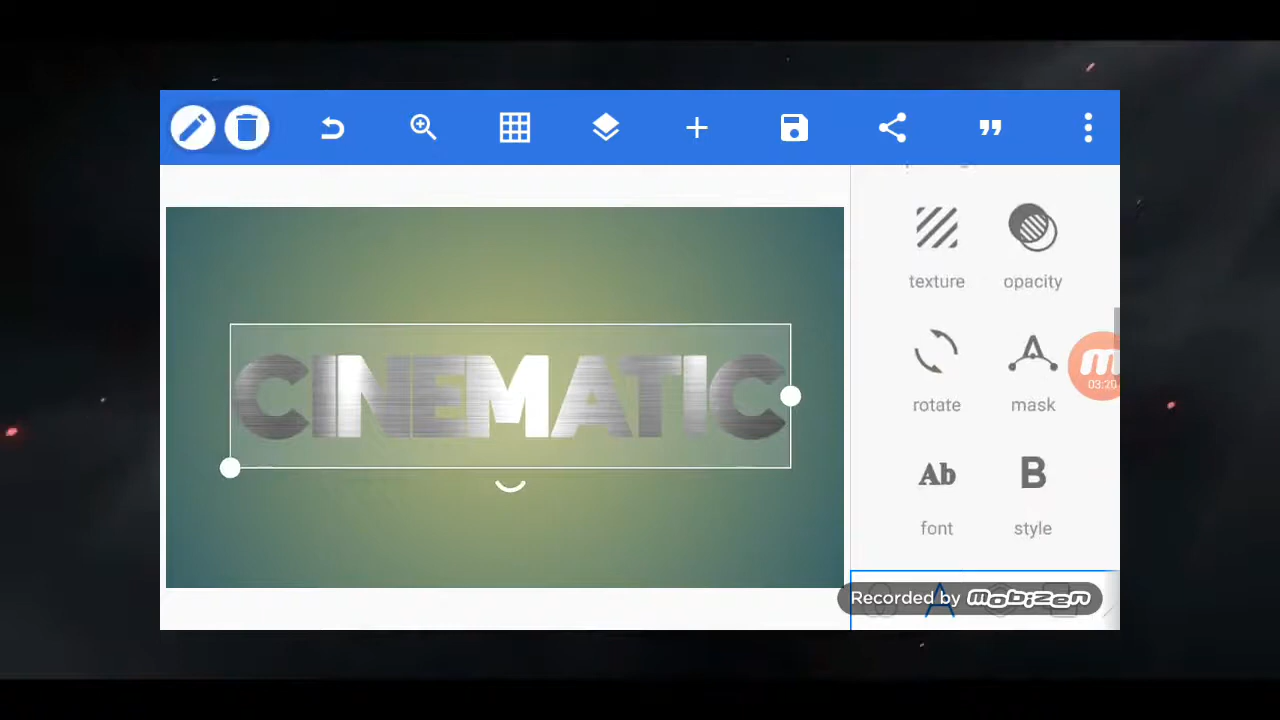 CINEMATIC
texture
opacity
rotate
mask
03:20
Ab
B
font
style
Recorded by mobizen